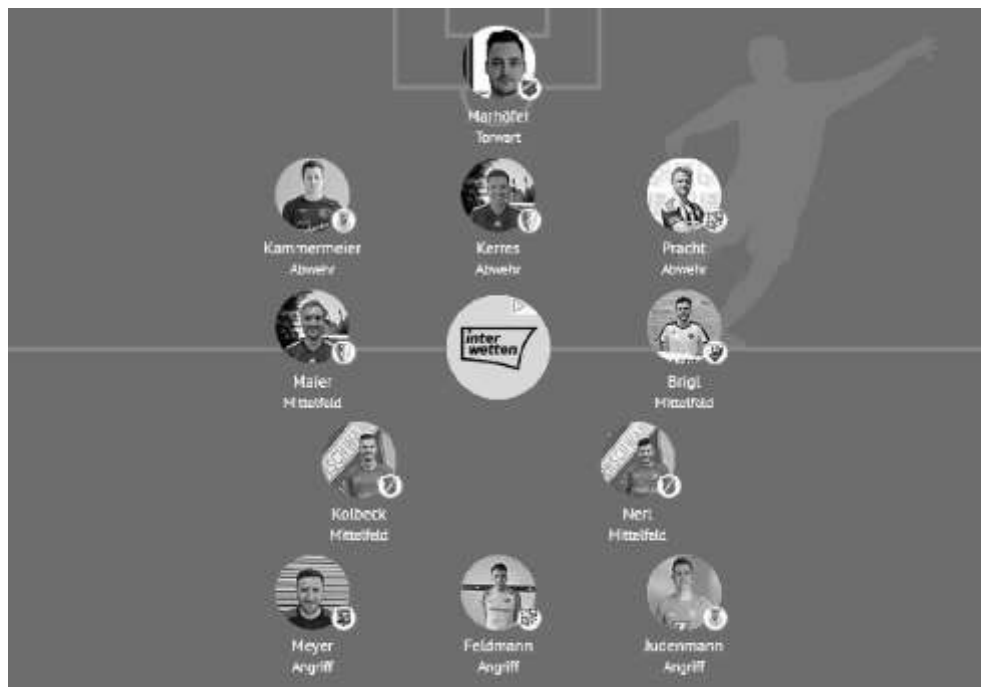 Marhöfer
Torwart
Kammermeier
Kerres
Pracht
Abwehr
Abwehr
Abwehr
inter
wetten
Maier
Brigl
Mittelfeld
Mittelfeld
Kolbeck
Nerl
Mittelfeld
Mittelfeld
Meyer
Feldmann
Judenmann
Angriff
Angriff
Angriff